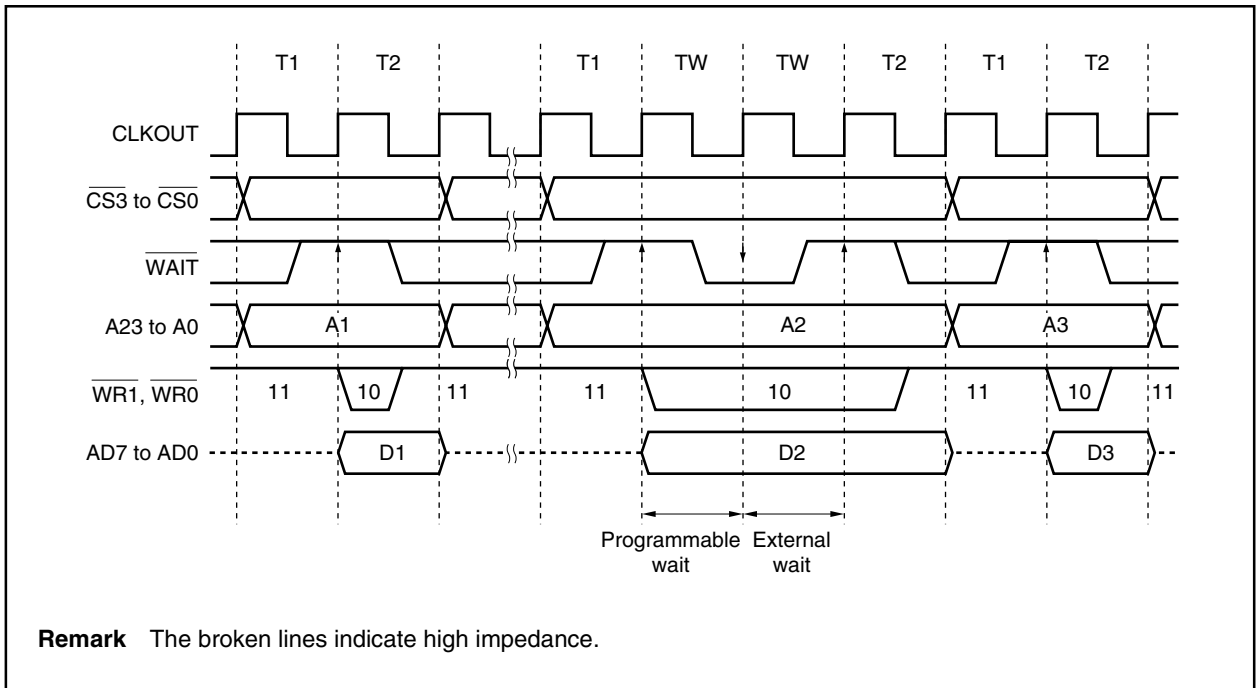 T1 T2 T1 TW TW T2 T1 T2
CLKOUT
CS3 to CS0
WAIT
A23 to A0 A1 A2 A3
WR1, WR0 11 10 11 11 10 11 10 11
AD7 to AD0 D1 D2 D3
Programmable wait
External wait
Remark The broken lines indicate high impedance.